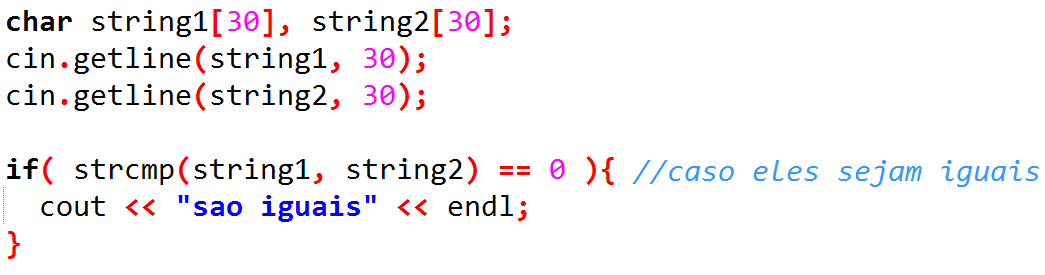 char string1[30], string2[30];
cin.getline(string1, 30);
cin.getline(string2, 30);
if( strcmp(string1, string2) == 0 ){ //caso eles sejam iguais
cout << "sao iguais" << endl;
}